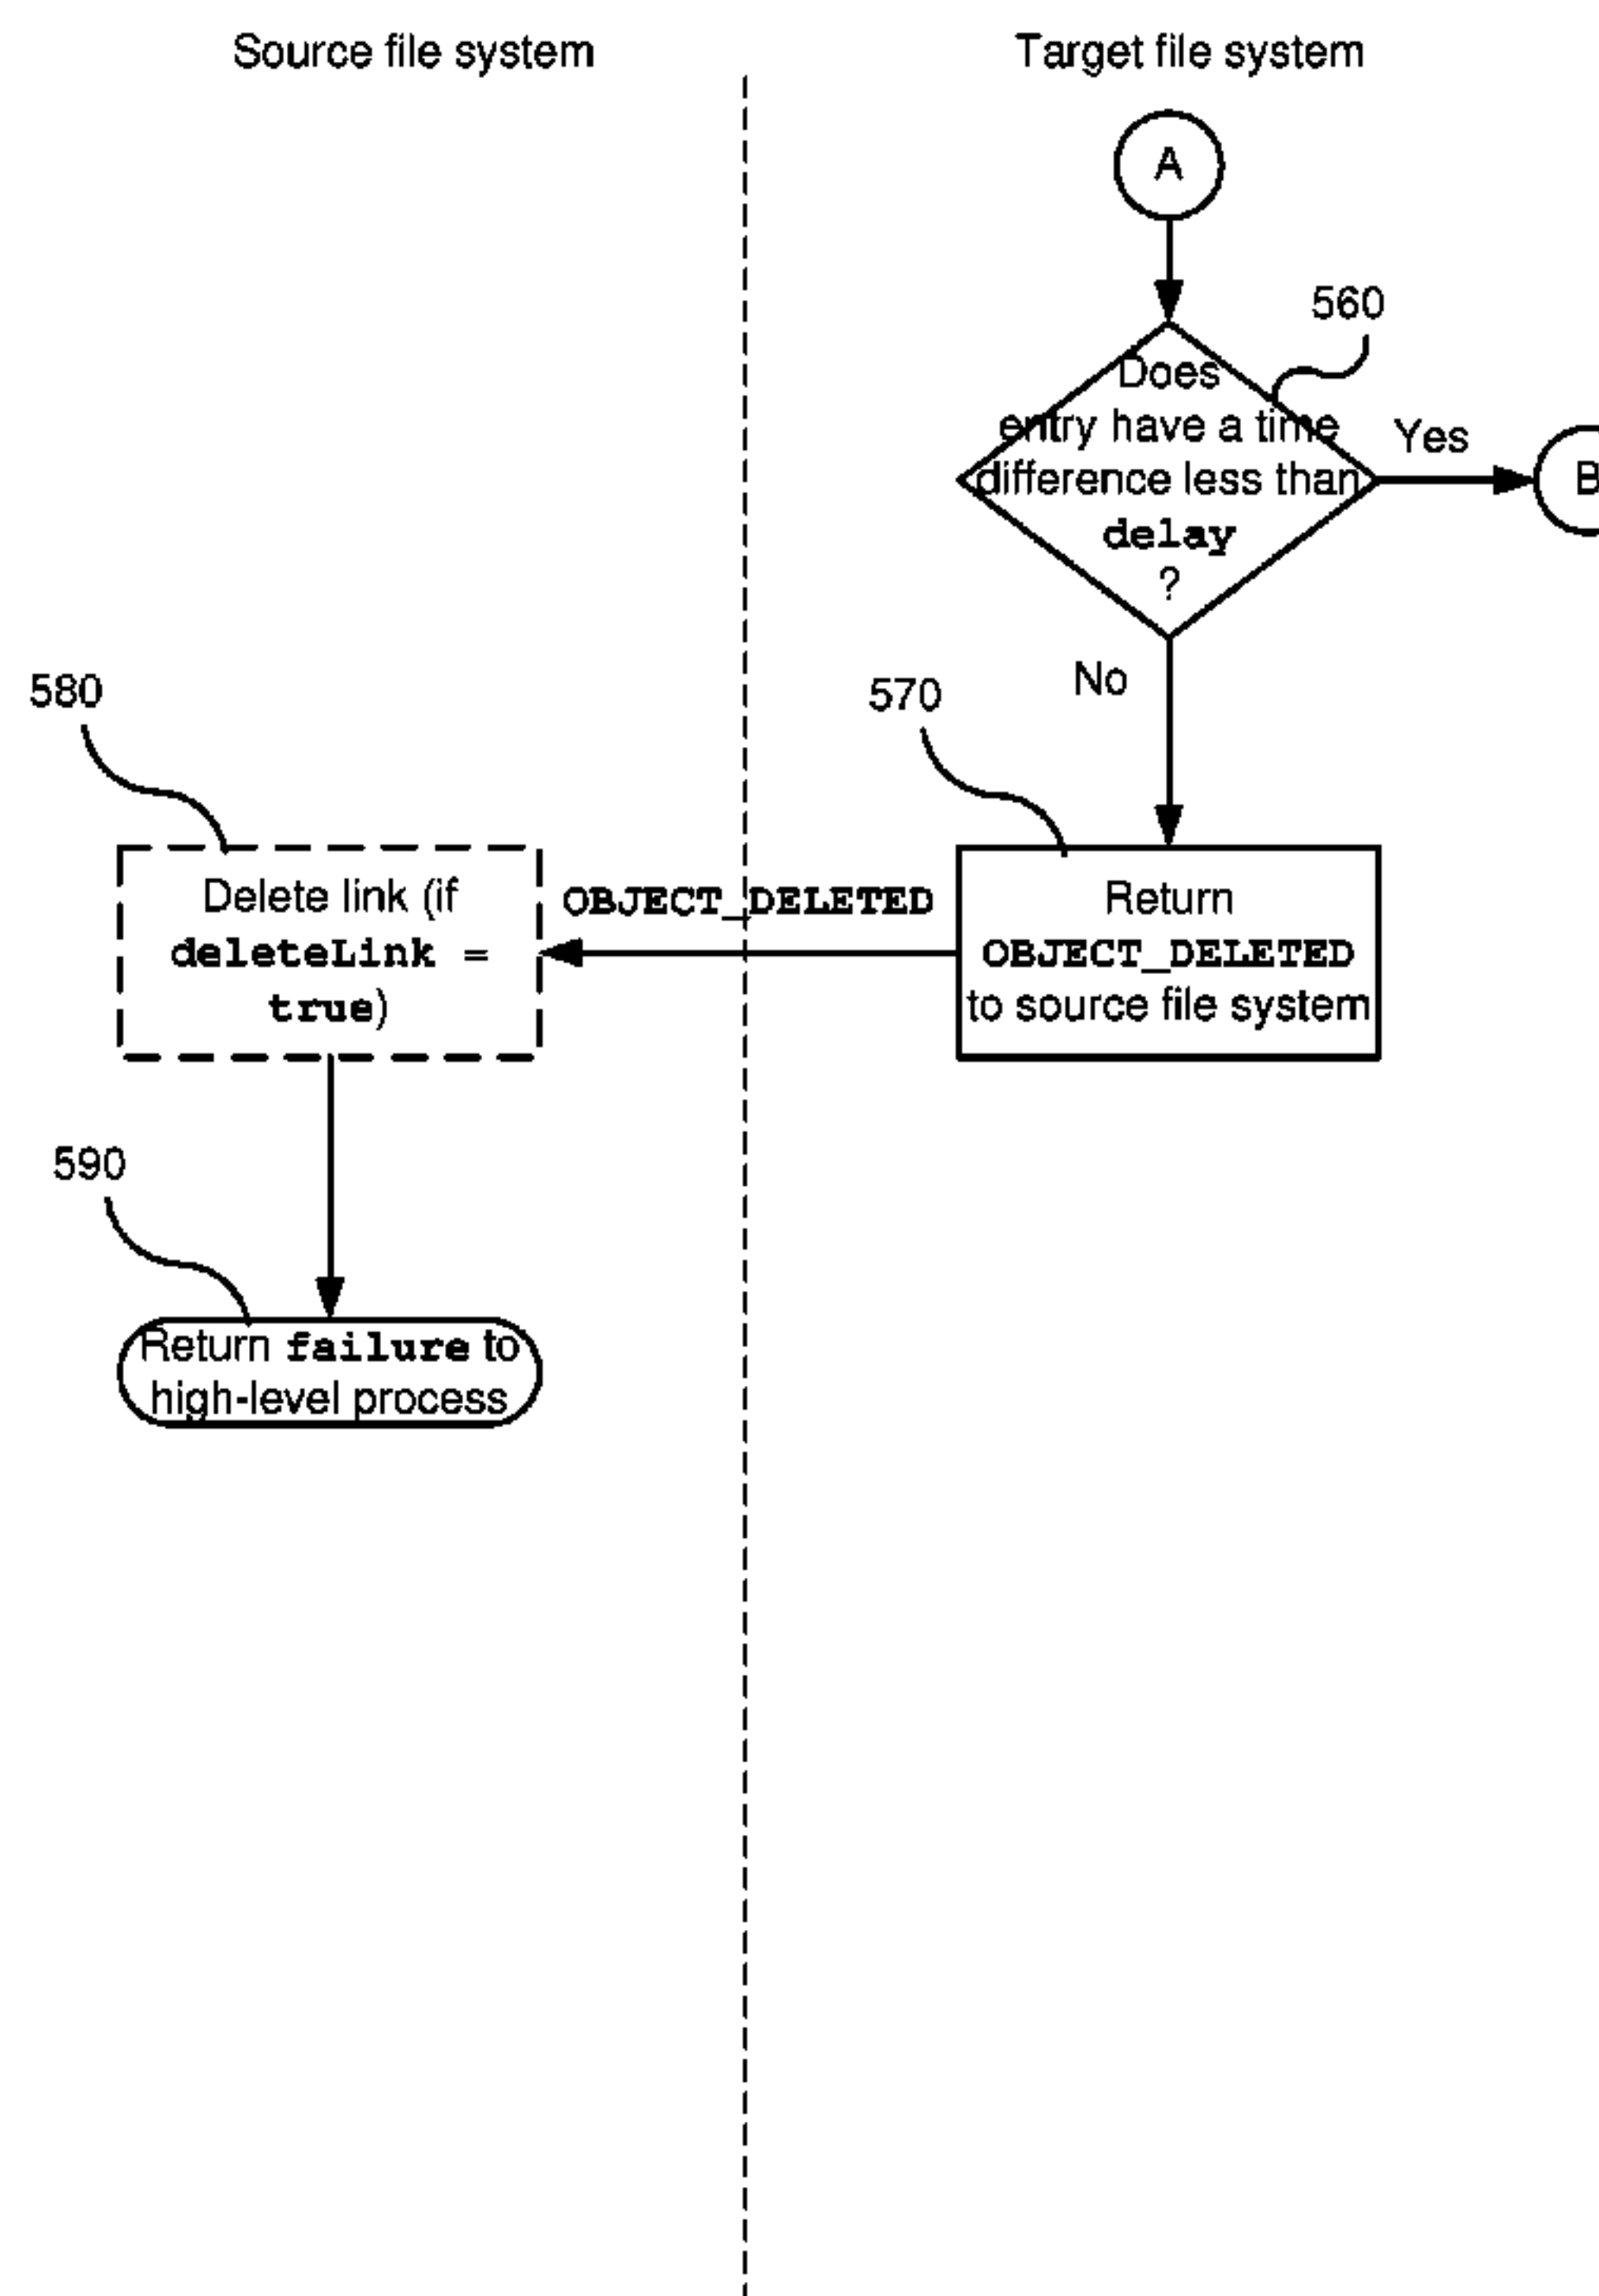 Source file system
Target file system
A
560
Does
entry have a time
difference less than
delay
?
Yes
B
No
580
570
Delete link (if
deleteLink =
true)
OBJECT_DELETED
Return
OBJECT_DELETED
to source file system
590
Return failure to
high-level process